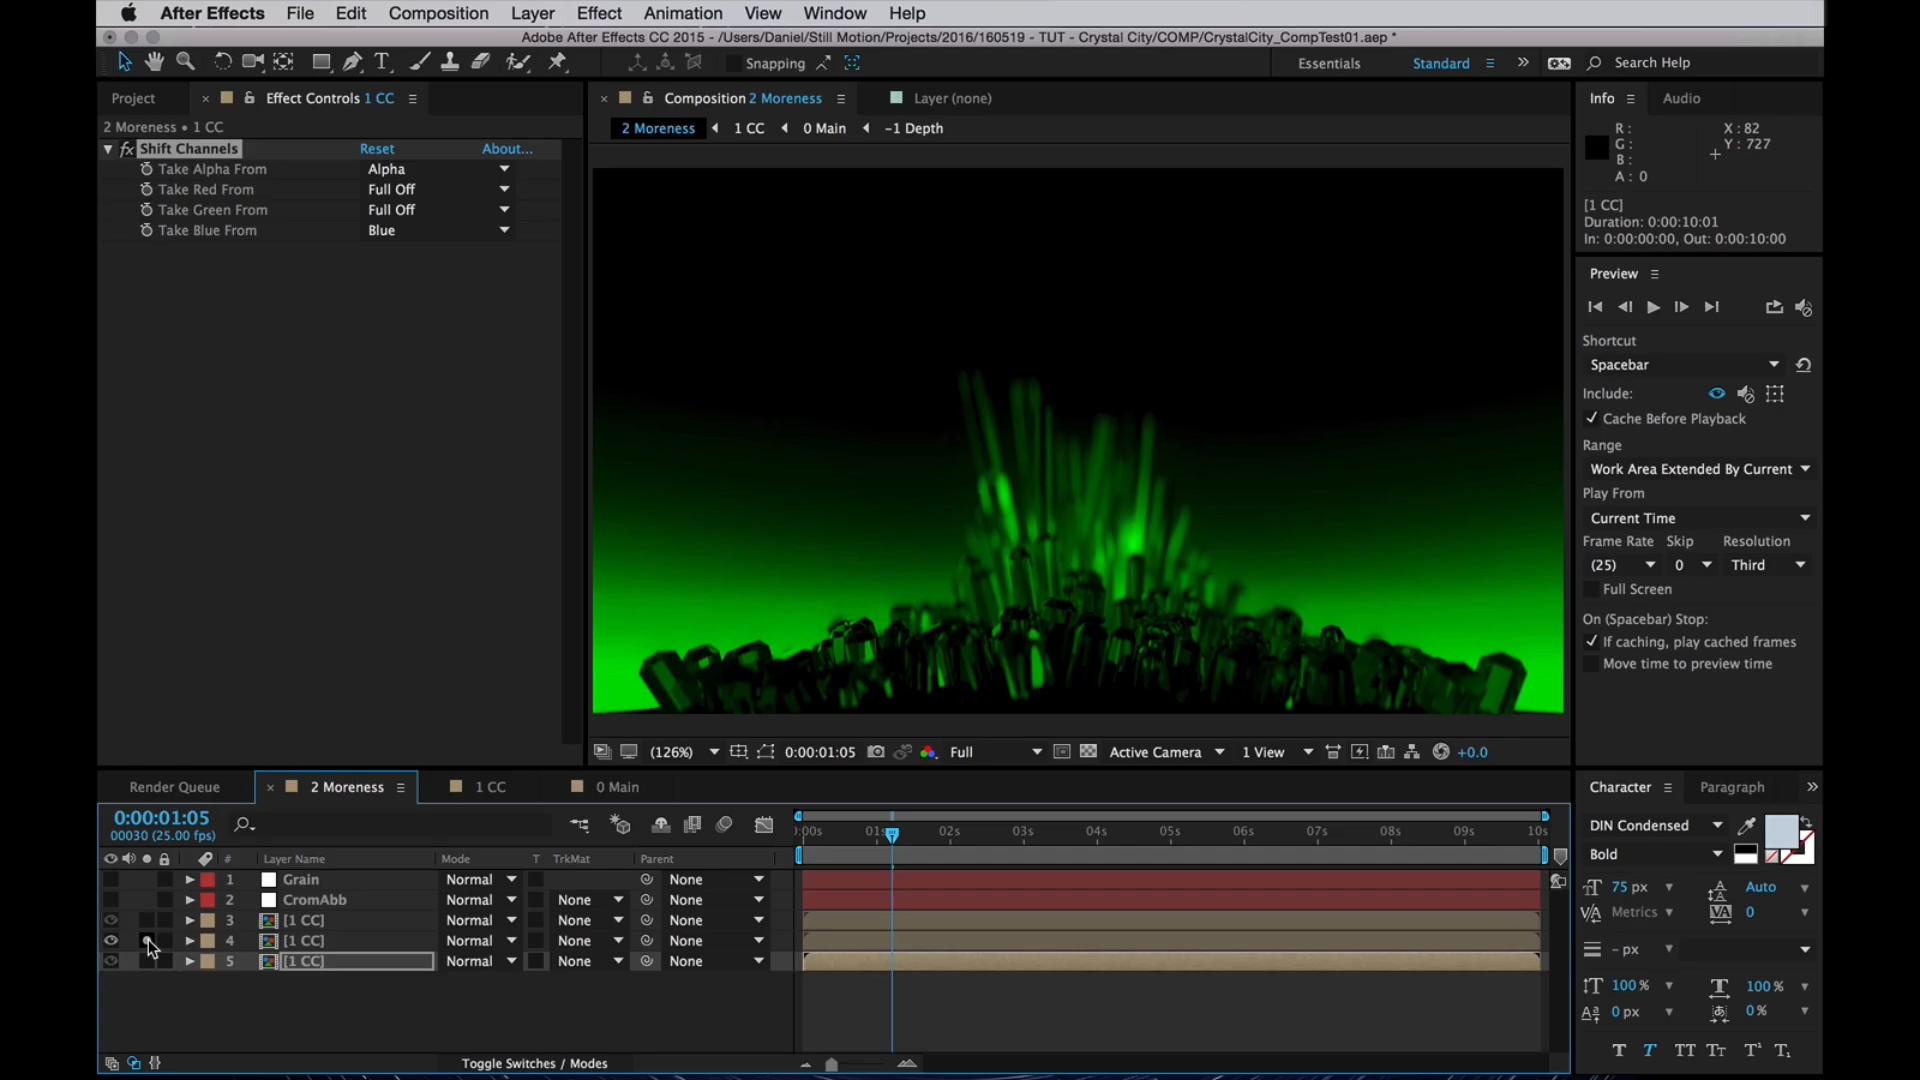 After Effects File Edit Composition Layer Effect Animation View Window Help
Adobe After Effects CC 2015 - /Users/Daniel/Still Motion/Projects/2016/160519 - TUT - Crystal City/COMP/CrystalCity_CompTest01.aep *
Snapping Essentials Standard Search Help
Project Effect Controls 1 CC
2 Moreness • 1 CC
fx Shift Channels Reset About...
Take Alpha From Alpha
Take Red From Full Off
Take Green From Full Off
Take Blue From Blue
Composition 2 Moreness Layer (none)
2 Moreness 1 CC 0 Main -1 Depth
(126%) 0:00:01:05 Full Active Camera 1 View +0.0
Info Audio
R: X: 82
G: Y: 727
B:
A: 0
[1 CC]
Duration: 0:00:10:01
In: 0:00:00:00, Out: 0:00:10:00
Preview
Shortcut
Spacebar
Include:
Cache Before Playback
Range
Work Area Extended By Current
Play From
Current Time
Frame Rate Skip Resolution
(25) 0 Third
Full Screen
On (Spacebar) Stop:
If caching, play cached frames
Move time to preview time
Render Queue 2 Moreness 1 CC 0 Main
0:00:01:05
00030 (25.00 fps)
):00s 01s 02s 03s 04s 05s 06s 07s 08s 09s 10s
# Layer Name Mode T TrkMat Parent
1 Grain Normal None
2 CromAbb Normal None None
3 [1 CC] Normal None None
4 [1 CC] Normal None None
5 [1 CC] Normal None None
Toggle Switches / Modes
Character Paragraph
DIN Condensed
Bold
75 px Auto
Metrics 0
- px
100 % 100 %
0 px 0 %
T T TT Tт T¹ T₁